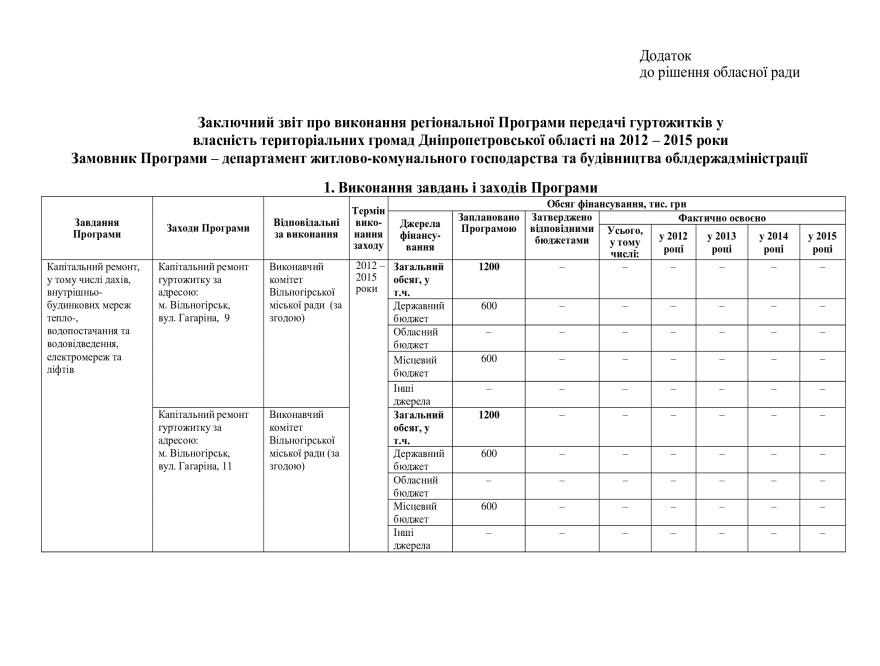 Додаток
до рішення обласної ради
Заключний звіт про виконання регіональної Програми передачі гуртожитків у
власність територіальних громад Дніпропетровської області на 2012 – 2015 роки
Замовник Програми – департамент житлово-комунального господарства та будівництва облдержадміністрації
1. Виконання завдань і заходів Програми
Завдання
Програми
Заходи Програми
Відповідальні
за виконання
Термін
вико-
нання
заходу
Обсяг фінансування, тис. грн
Джерела
фінансу-
вання
Заплановано
Програмою
Затверджено
відповідними
бюджетами
Фактично освоєно
Усього,
у тому
числі:
у 2012
році
у 2013
році
у 2014
році
у 2015
році
Капітальний ремонт,
у тому числі дахів,
внутрішньо-
будинкових мереж
тепло-,
водопостачання та
водовідведення,
електромереж та
ліфтів
Капітальний ремонт
гуртожитку за
адресою:
м. Вільногірськ,
вул. Гагаріна, 9
Виконавчий
комітет
Вільногірської
міської ради (за
згодою)
2012 –
2015
роки
Загальний
обсяг, у
т.ч.
1200 – – – – – –
Державний
бюджет
600 – – – – – –
Обласний
бюджет
– – – – – – –
Місцевий
бюджет
600 – – – – – –
Інші
джерела
– – – – – – –
Капітальний ремонт
гуртожитку за
адресою:
м. Вільногірськ,
вул. Гагаріна, 11
Виконавчий
комітет
Вільногірської
міської ради (за
згодою)
Загальний
обсяг, у
т.ч.
1200 – – – – – –
Державний
бюджет
600 – – – – – –
Обласний
бюджет
– – – – – – –
Місцевий
бюджет
600 – – – – – –
Інші
джерела
– – – – – – –